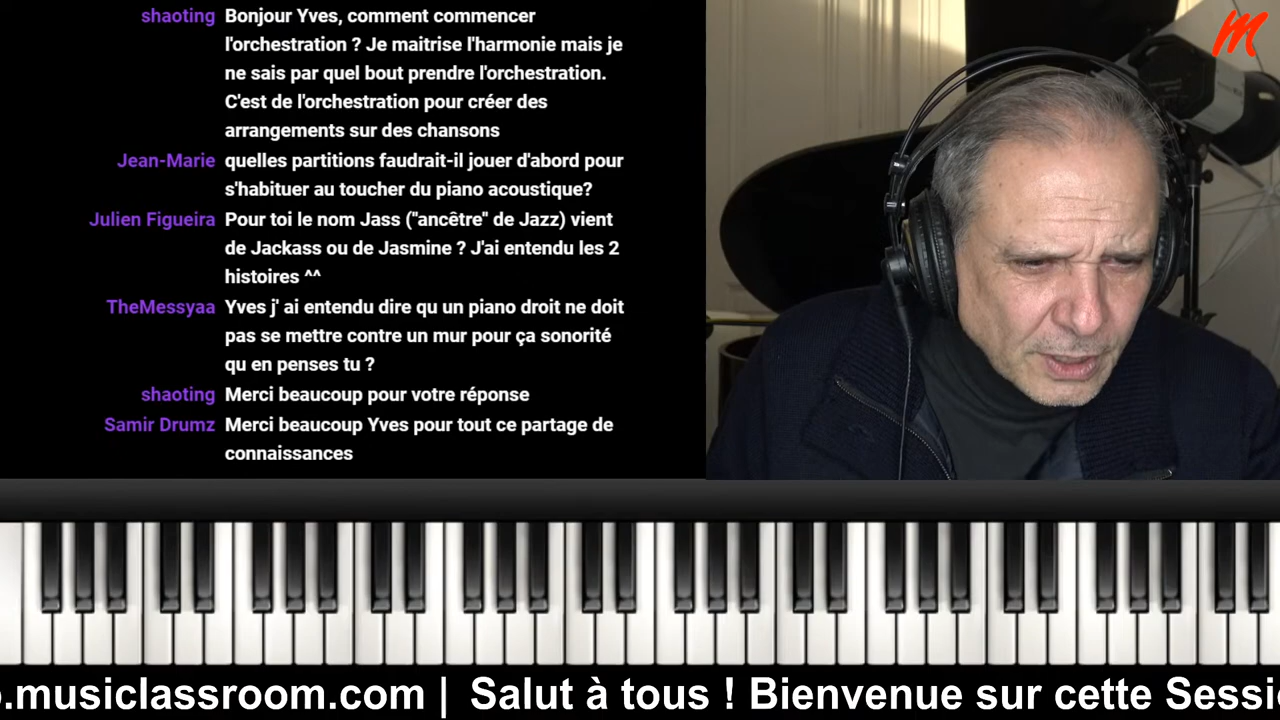 shaoting Bonjour Yves, comment commencer
l'orchestration ? Je maitrise l'harmonie mais je
ne sais par quel bout prendre l'orchestration.
C'est de l'orchestration pour créer des
arrangements sur des chansons
Jean-Marie quelles partitions faudrait-il jouer d'abord pour
s'habituer au toucher du piano acoustique?
Julien Figueira Pour toi le nom Jass ("ancêtre" de Jazz) vient
de Jackass ou de Jasmine ? J'ai entendu les 2
histoires ^^
TheMessyaa Yves j' ai entendu dire qu un piano droit ne doit
pas se mettre contre un mur pour ça sonorité
qu en penses tu ?
shaoting Merci beaucoup pour votre réponse
Samir Drumz Merci beaucoup Yves pour tout ce partage de
connaissances
M
.musiclassroom.com | Salut à tous ! Bienvenue sur cette Sessi